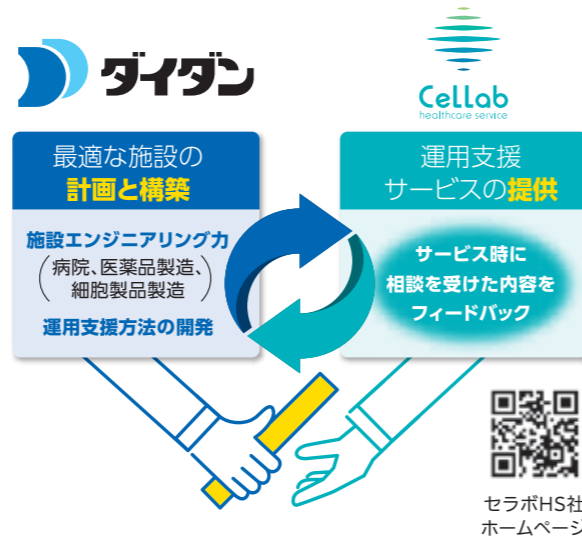 ダイダン
Cellab
healthcare service
最適な施設の
計画と構築
施設エンジニアリング力
(病院、医薬品製造、
細胞製品製造)
運用支援方法の開発
運用支援
サービスの提供
サービス時に
相談を受けた内容を
フィードバック
セラボHS社
ホームページ